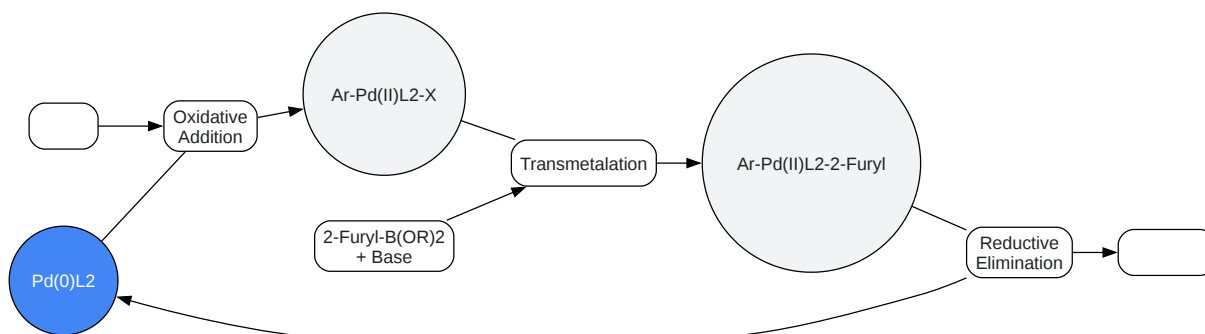 Oxidative
Addition
Ar-Pd(II)L2-X
Transmetalation
Ar-Pd(II)L2-2-Furyl
2-Furyl-B(OR)2
+ Base
Reductive
Elimination
Pd(0)L2